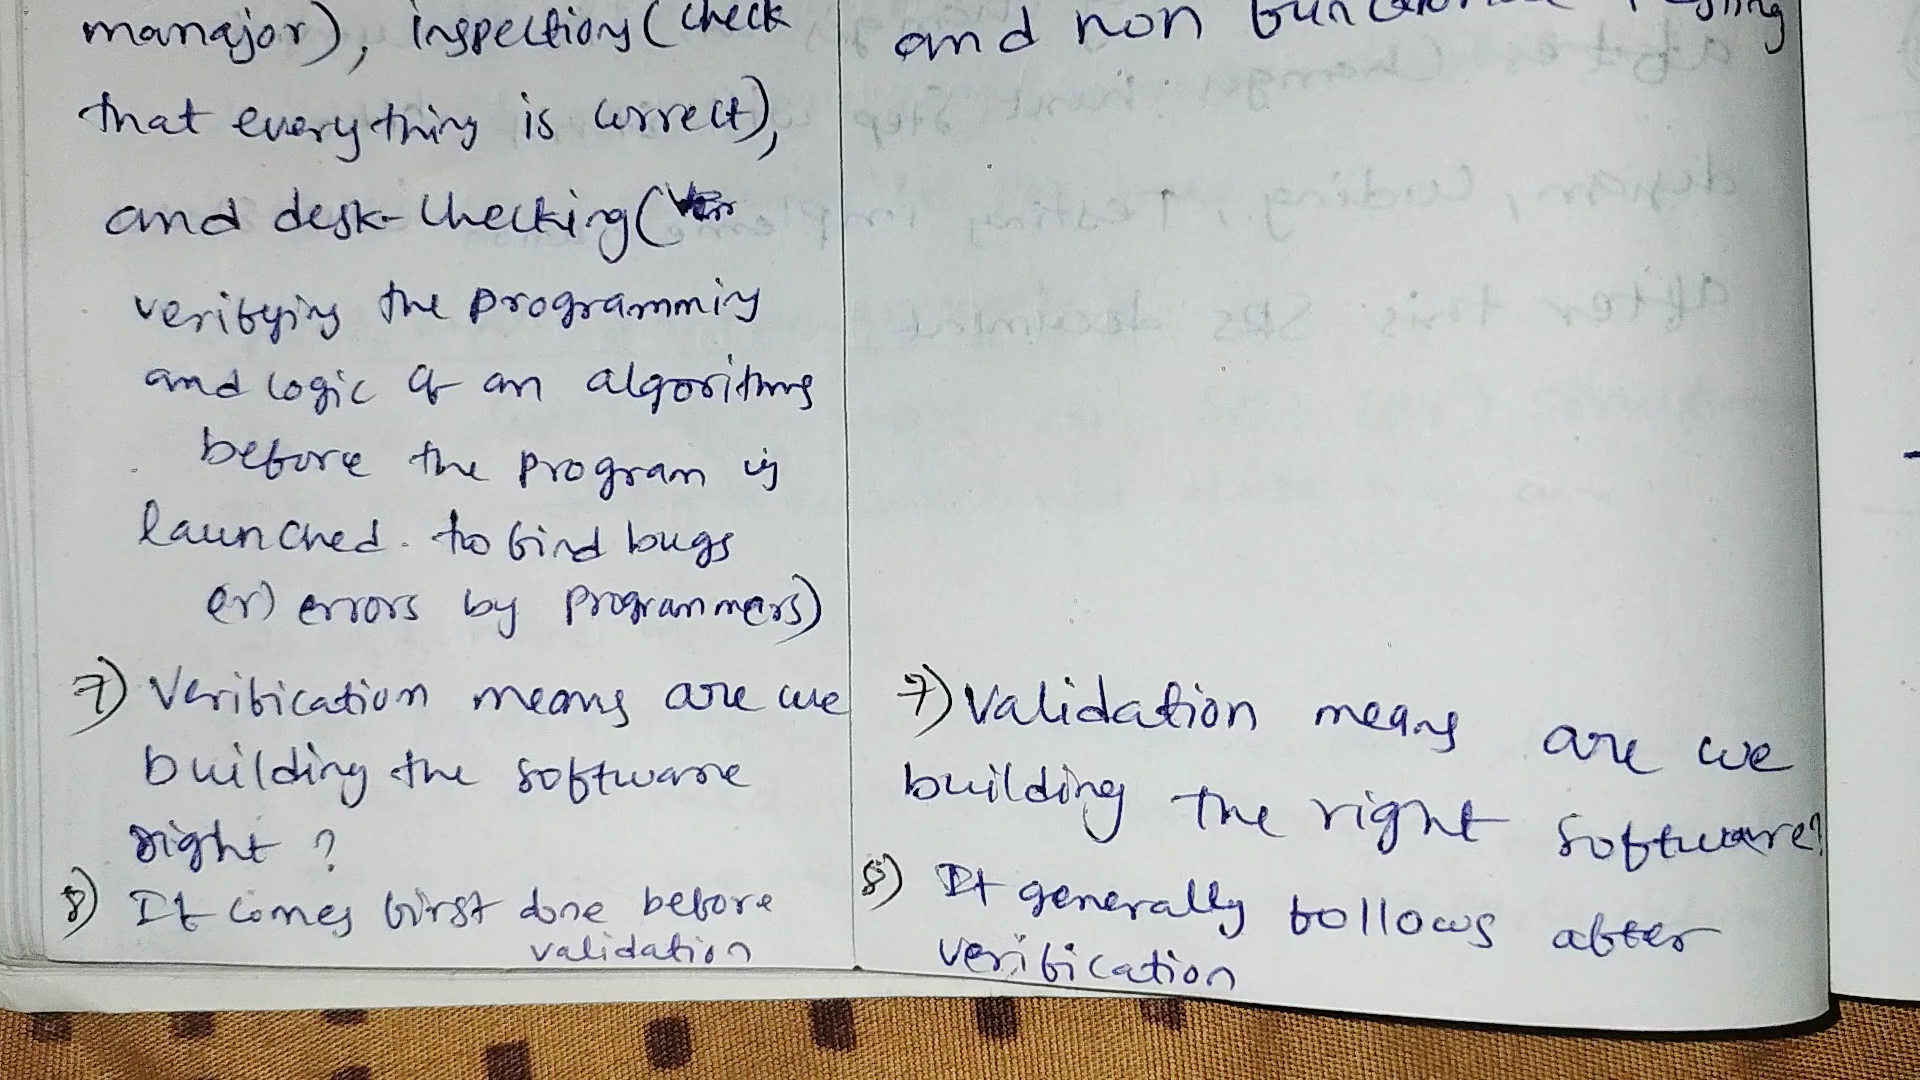 manajor), inspections (check
that everything is correct),
and desk-checking (
verifying the programming
and logic of an algorithms
before the program is
launched. to find bugs
(or) errors by programmers)
7) Verification means are we
building the software
right ?
8) It comes first done before
validation
and non functional Testing
7) Validation means are we
building the right software?
8) It generally follows after
verification